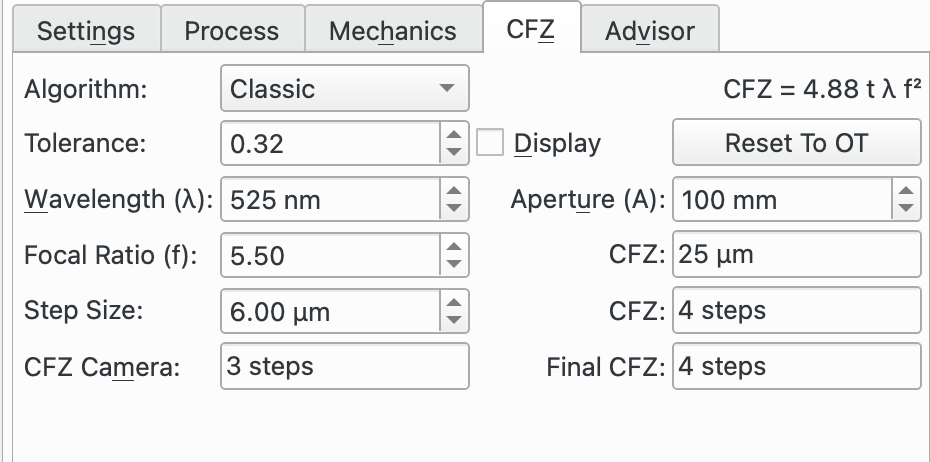 Settings Process Mechanics CFZ Advisor
Algorithm: Classic CFZ = 4.88 t λ f²
Tolerance: 0.32 Display Reset To OT
Wavelength (λ): 525 nm Aperture (A): 100 mm
Focal Ratio (f): 5.50 CFZ: 25 µm
Step Size: 6.00 µm CFZ: 4 steps
CFZ Camera: 3 steps Final CFZ: 4 steps